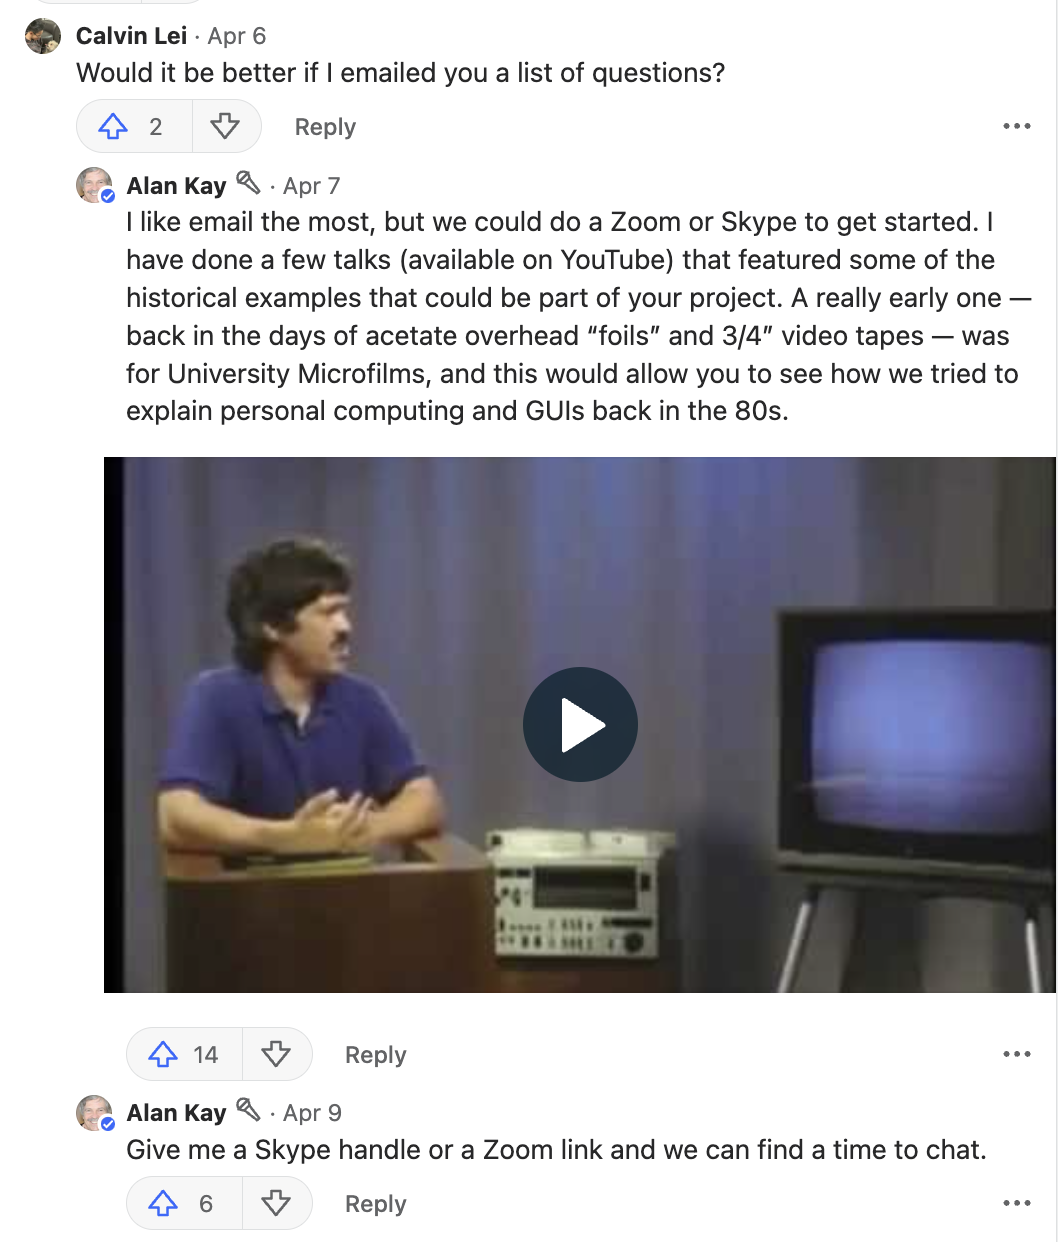 Calvin Lei · Apr 6
Would it be better if I emailed you a list of questions?
2 Reply
Alan Kay · Apr 7
I like email the most, but we could do a Zoom or Skype to get started. I
have done a few talks (available on YouTube) that featured some of the
historical examples that could be part of your project. A really early one —
back in the days of acetate overhead “foils” and 3/4” video tapes — was
for University Microfilms, and this would allow you to see how we tried to
explain personal computing and GUIs back in the 80s.
14 Reply
Alan Kay · Apr 9
Give me a Skype handle or a Zoom link and we can find a time to chat.
6 Reply